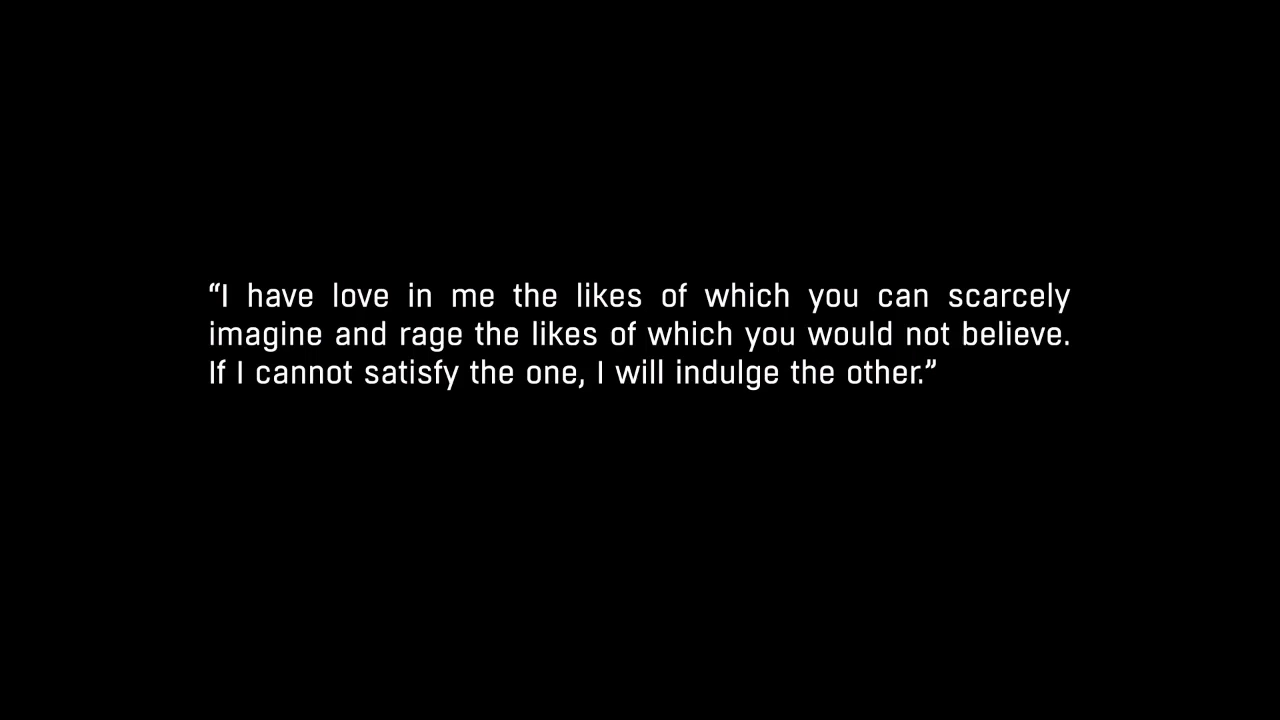 “I have love in me the likes of which you can scarcely
imagine and rage the likes of which you would not believe.
If I cannot satisfy the one, I will indulge the other.”